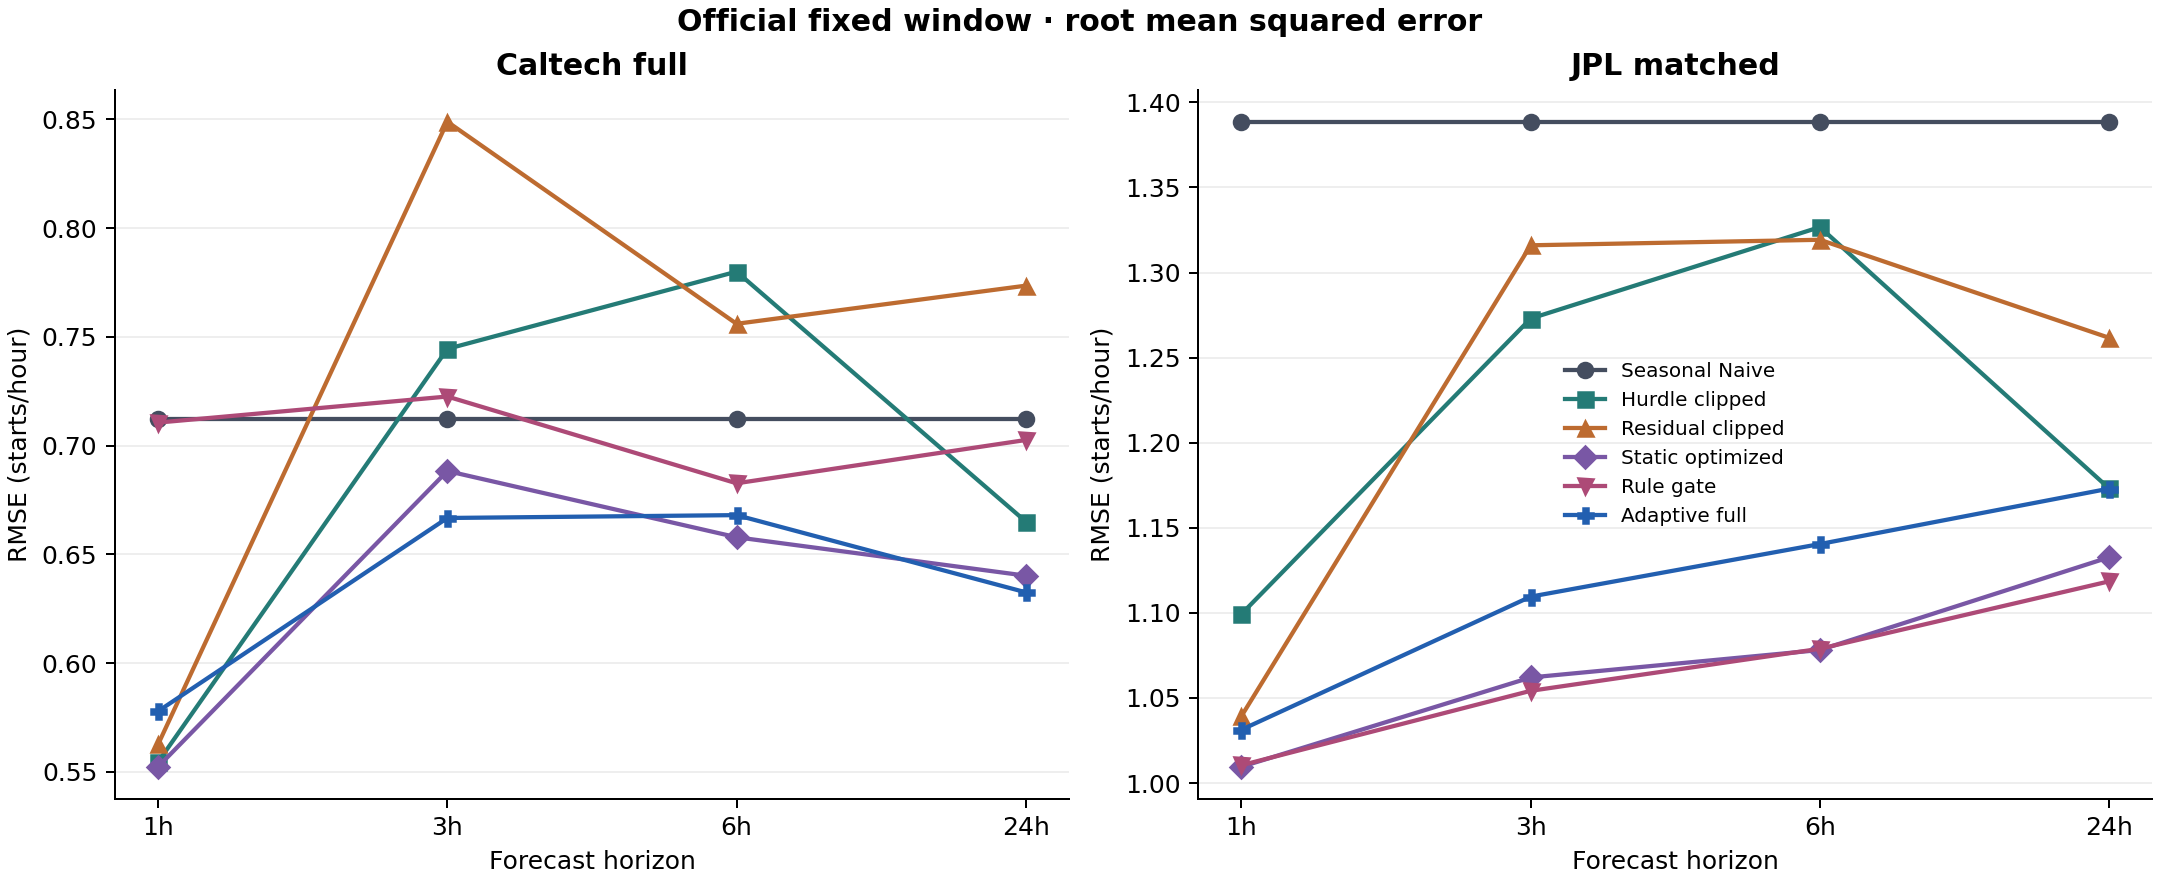 Official fixed window · root mean squared error
Caltech full
RMSE (starts/hour)
0.85
0.80
0.75
0.70
0.65
0.60
0.55
1h
3h
6h
24h
Forecast horizon
JPL matched
RMSE (starts/hour)
1.40
1.35
1.30
1.25
1.20
1.15
1.10
1.05
1.00
Seasonal Naive
Hurdle clipped
Residual clipped
Static optimized
Rule gate
Adaptive full
1h
3h
6h
24h
Forecast horizon